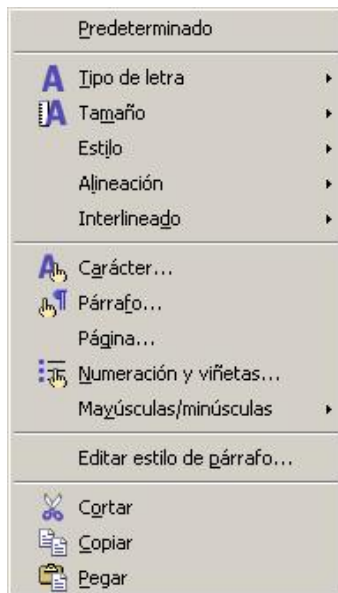 Predeterminado
Tipo de letra
Tamaño
Estilo
Alineación
Interlineado
Carácter...
Párrafo...
Página...
Numeración y viñetas...
Mayúsculas/minúsculas
Editar estilo de párrafo...
Cortar
Copiar
Pegar